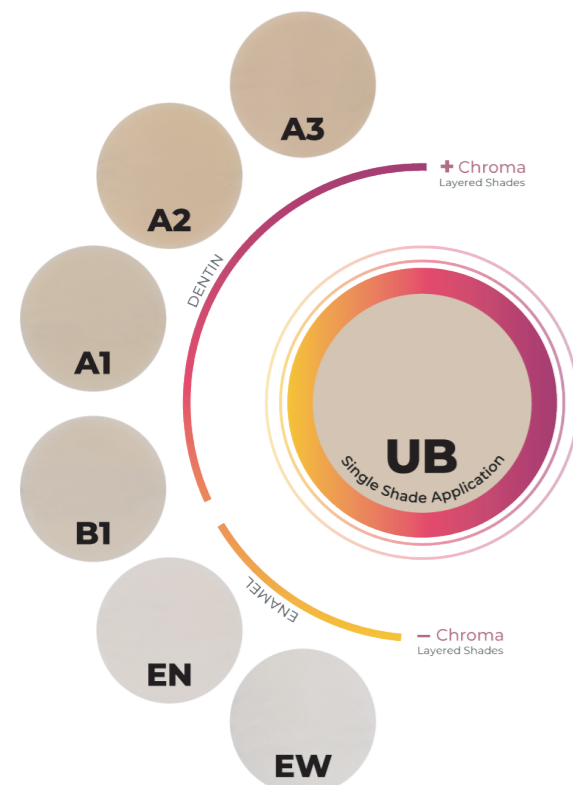 A3
+ Chroma
Layered Shades
A2
DENTIN
A1
UB
Single Shade Application
B1
ENAMEL
− Chroma
Layered Shades
EN
EW